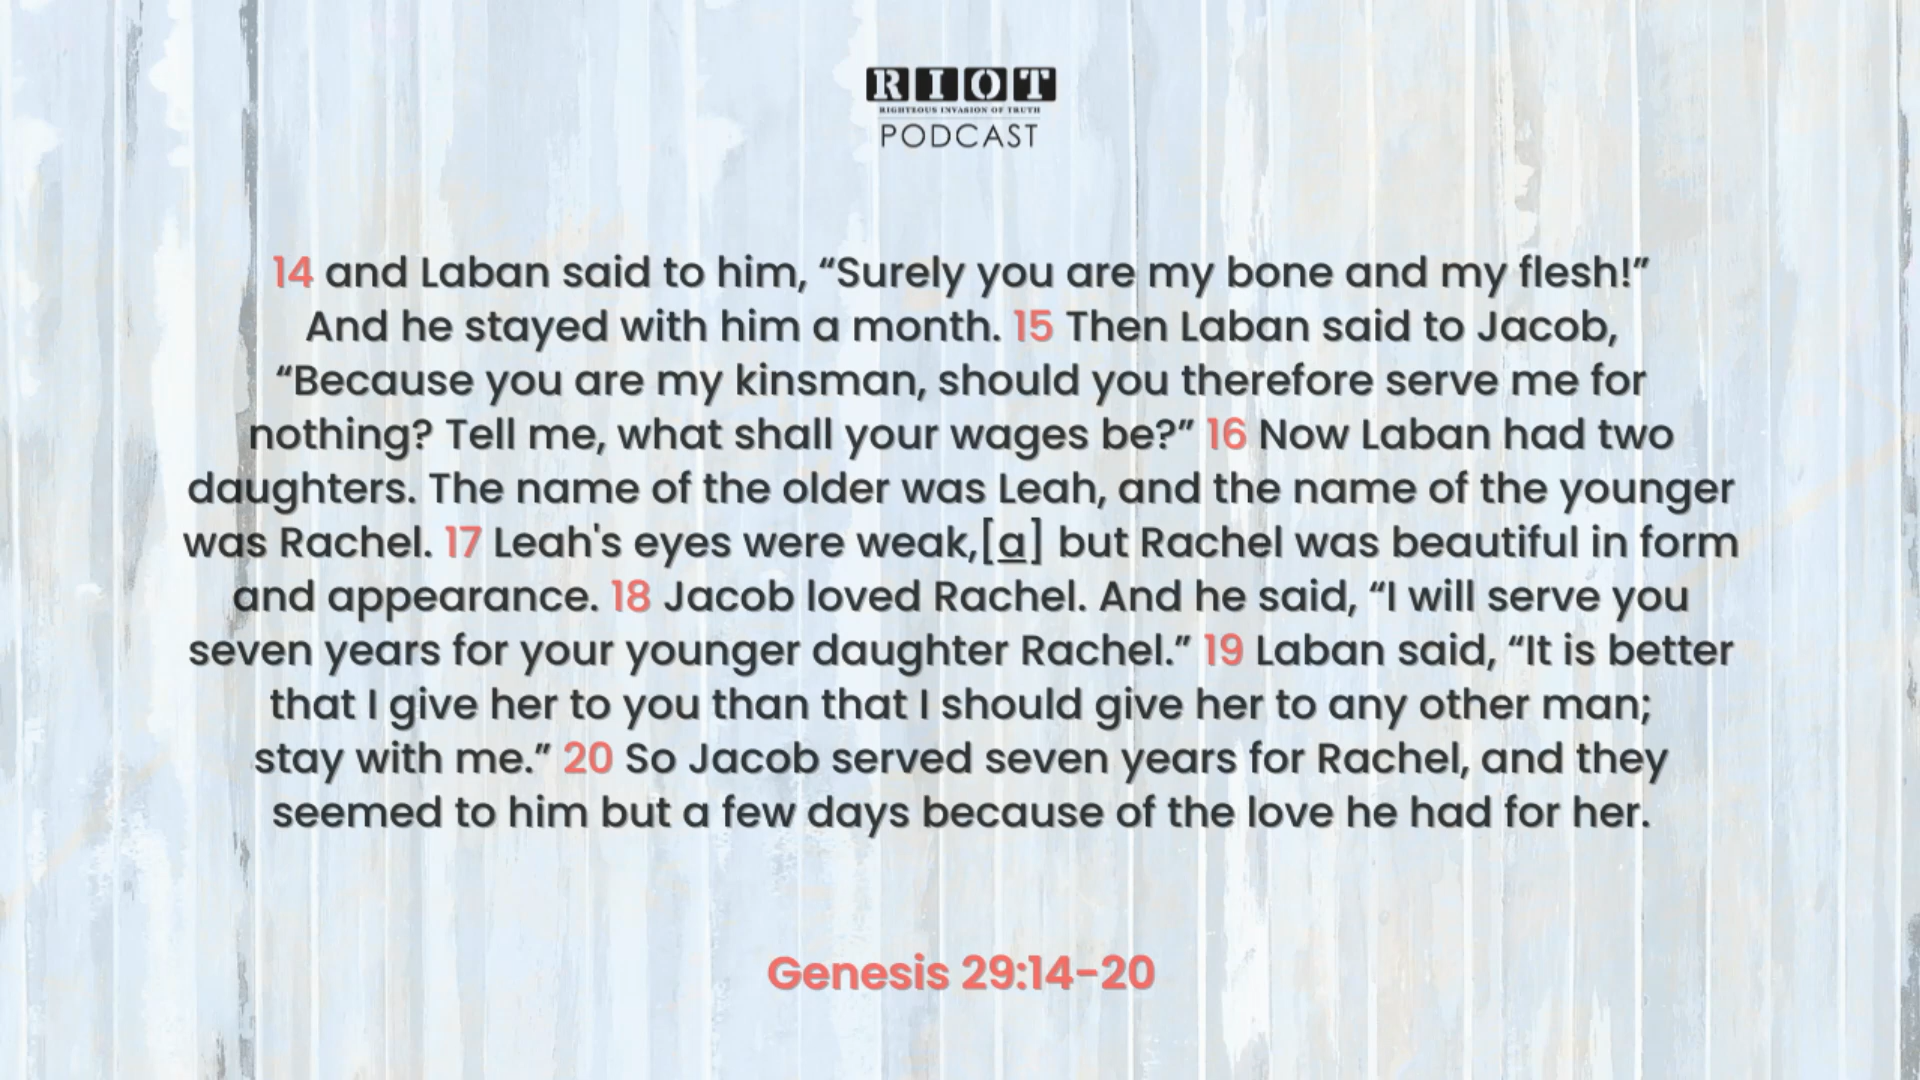 RIOT
RIGHTEOUS INVASION OF TRUTH
PODCAST
14 and Laban said to him, “Surely you are my bone and my flesh!”
And he stayed with him a month. 15 Then Laban said to Jacob,
“Because you are my kinsman, should you therefore serve me for
nothing? Tell me, what shall your wages be?” 16 Now Laban had two
daughters. The name of the older was Leah, and the name of the younger
was Rachel. 17 Leah's eyes were weak,[a] but Rachel was beautiful in form
and appearance. 18 Jacob loved Rachel. And he said, “I will serve you
seven years for your younger daughter Rachel.” 19 Laban said, “It is better
that I give her to you than that I should give her to any other man;
stay with me.” 20 So Jacob served seven years for Rachel, and they
seemed to him but a few days because of the love he had for her.
Genesis 29:14-20